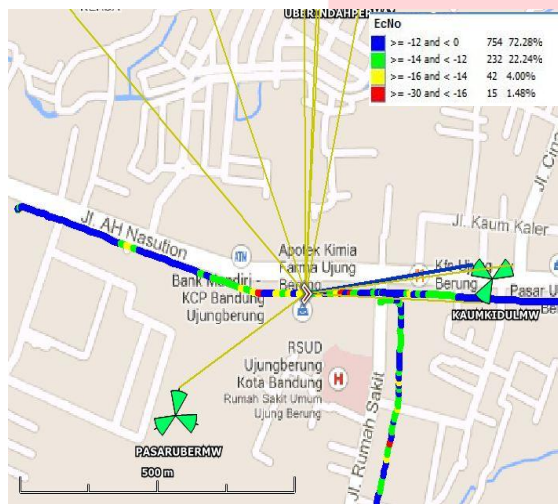 UBERINDAHPERMW
EcNo
>= -12 and < 0 754 72.28%
>= -14 and < -12 232 22.24%
>= -16 and < -14 42 4.00%
>= -30 and < -16 15 1.48%
Jl. Kaum Kaler
Jl. AH Nasution
ATN
Apotek Kimia
Farma Ujung
Berung
Bank Mandiri -
KCP Bandung
Ujungberung
Berung
Pasar U
KAUMKIDULMW
RSUD
Ujungberung
Kota Bandung
Rumah Sakit Umum
Ujung Berung
H
Jl. Rumah Sakit
PASARUBERMW
500 m